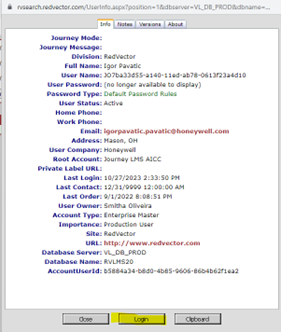 rvsearch.redvector.com/UserInfo.aspx?position=1&dbserver=VL_DB_PROD&dbname=...
Info Notes Versions About
Journey Mode:
Journey Message:
Division: RedVector
Full Name: Igor Pavatic
User Name: JO7ba33d55-a140-11ed-ab78-0613f23a4d10
User Password: (no longer available to display)
Password Type: Default Password Rules
User Status: Active
Home Phone:
Work Phone:
Email: igorpavatic.pavatic@honeywell.com
Address: Mason, OH
User Company: Honeywell
Root Account: Journey LMS AICC
Private Label URL:
Last Login: 10/27/2023 2:33:50 PM
Last Contact: 12/31/9999 12:00:00 AM
Last Order: 9/1/2022 8:08:51 PM
User Owner: Smitha Oliveira
Account Type: Enterprise Master
Importance: Production User
Site: RedVector
URL: http://www.redvector.com
Database Server: VL_DB_PROD
Database Name: RVLMS20
AccountUserId: b5884a34-b8d0-4b85-9606-86b4b62f1ea2
Close Login Clipboard